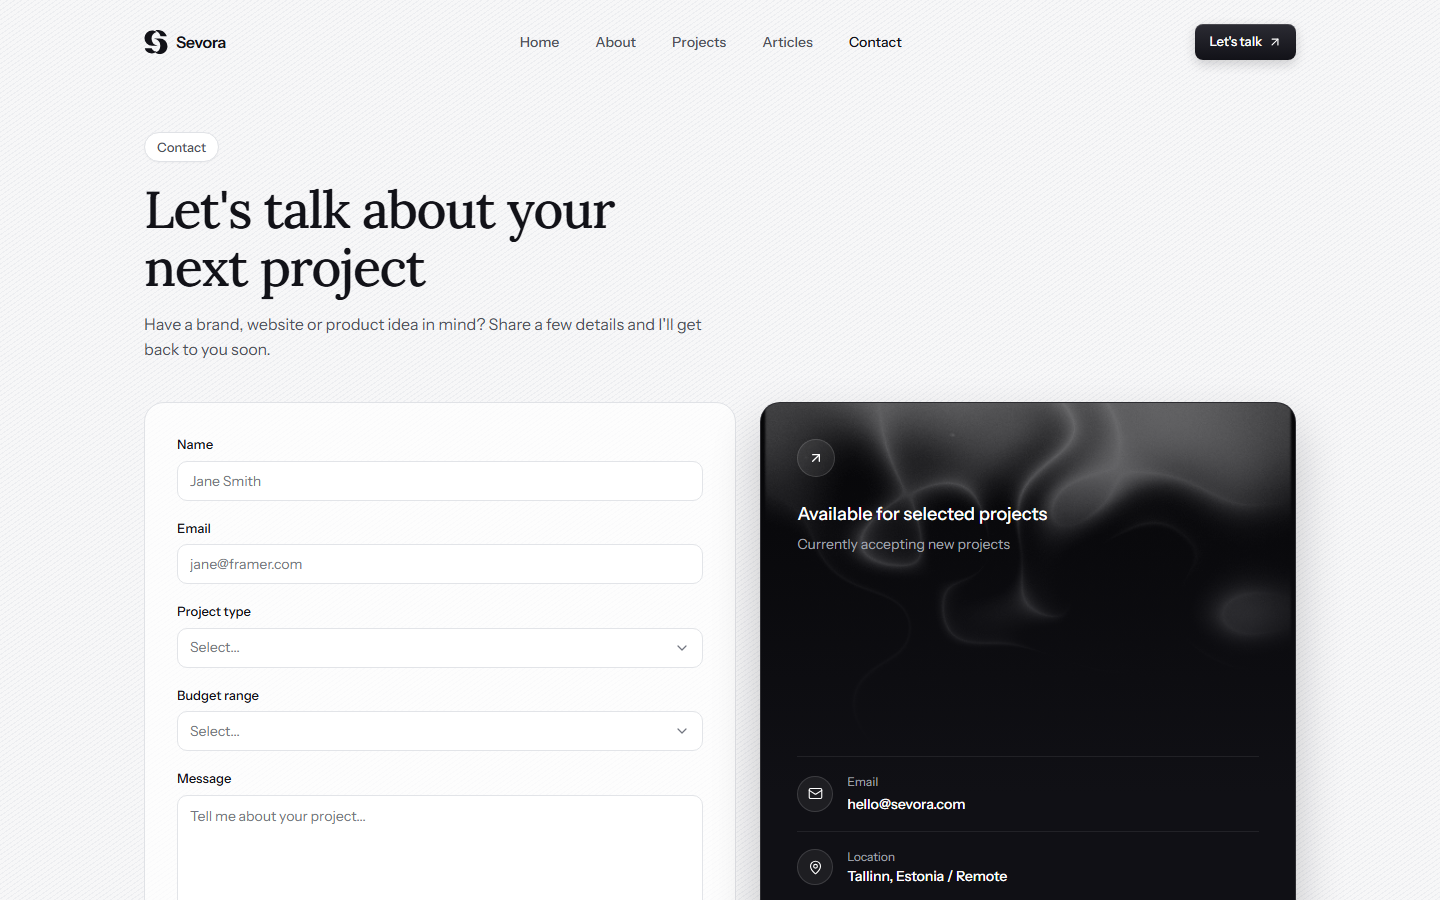 Sevora
Home
About
Projects
Articles
Contact
Let's talk
Contact
Let's talk about your
next project
Have a brand, website or product idea in mind? Share a few details and I'll get
back to you soon.
Name
Jane Smith
Email
jane@framer.com
Project type
Select...
Budget range
Select...
Message
Tell me about your project...
Available for selected projects
Currently accepting new projects
Email
hello@sevora.com
Location
Tallinn, Estonia / Remote